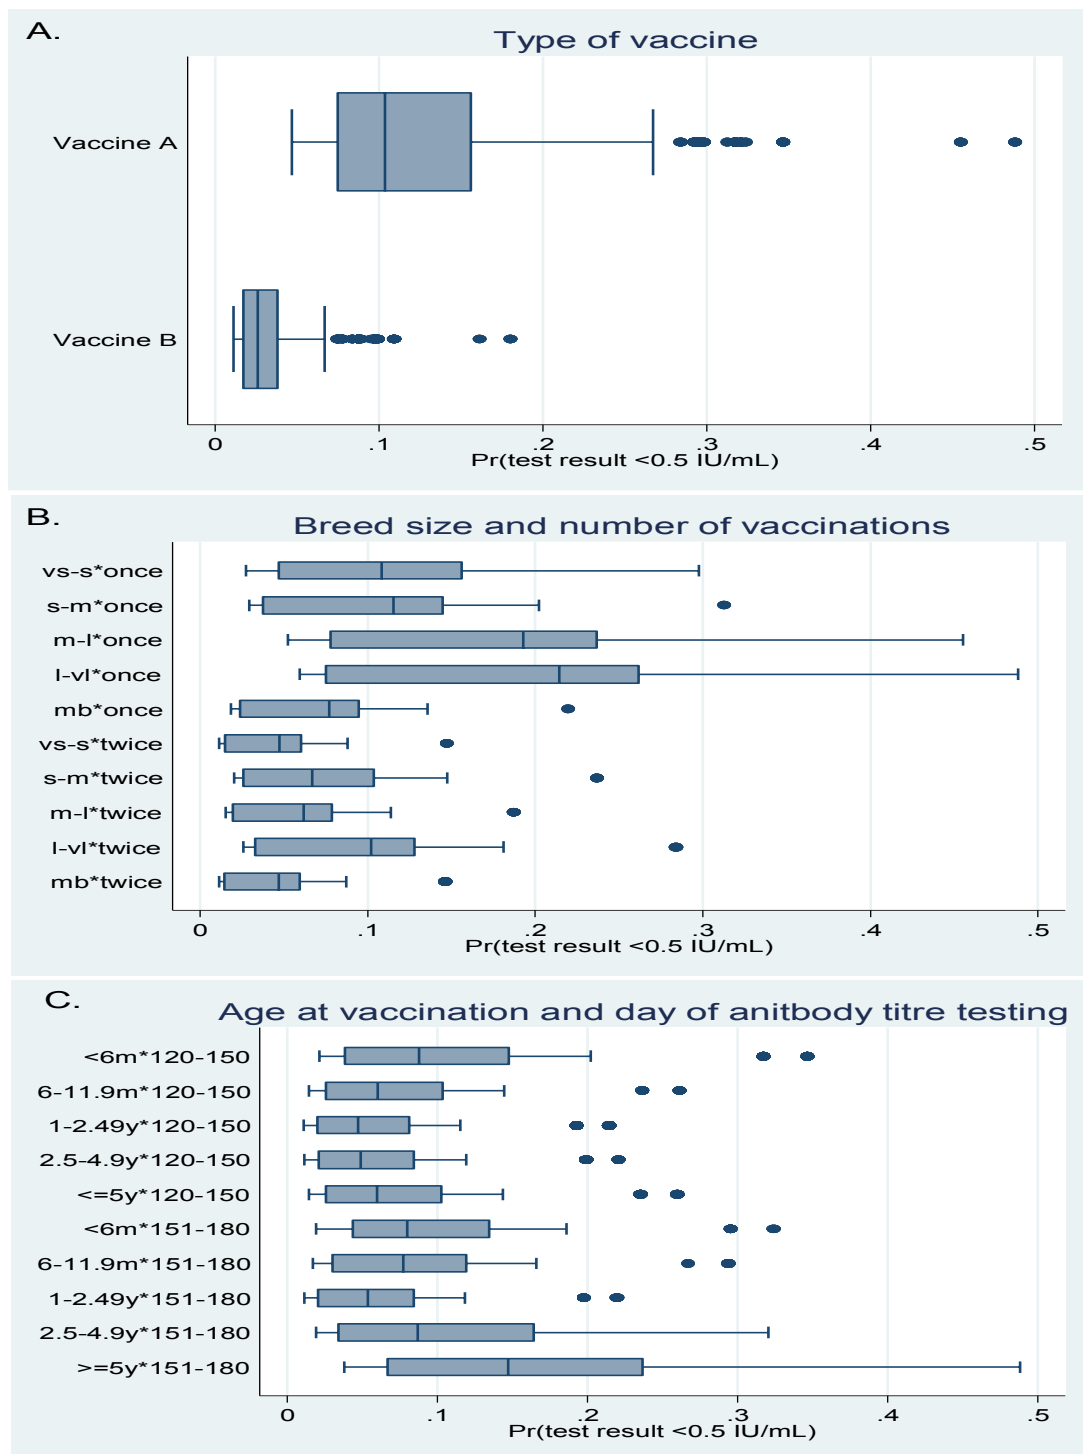 A.
Type of vaccine
Vaccine A
Vaccine B
0 .1 .2 .3 .4 .5
Pr(test result <0.5 IU/mL)
B.
Breed size and number of vaccinations
vs-s*once
s-m*once
m-l*once
l-vl*once
mb*once
vs-s*twice
s-m*twice
m-l*twice
l-vl*twice
mb*twice
0 .1 .2 .3 .4 .5
Pr(test result <0.5 IU/mL)
C.
Age at vaccination and day of anitbody titre testing
<6m*120-150
6-11.9m*120-150
1-2.49y*120-150
2.5-4.9y*120-150
<=5y*120-150
<6m*151-180
6-11.9m*151-180
1-2.49y*151-180
2.5-4.9y*151-180
>=5y*151-180
0 .1 .2 .3 .4 .5
Pr(test result <0.5 IU/mL)